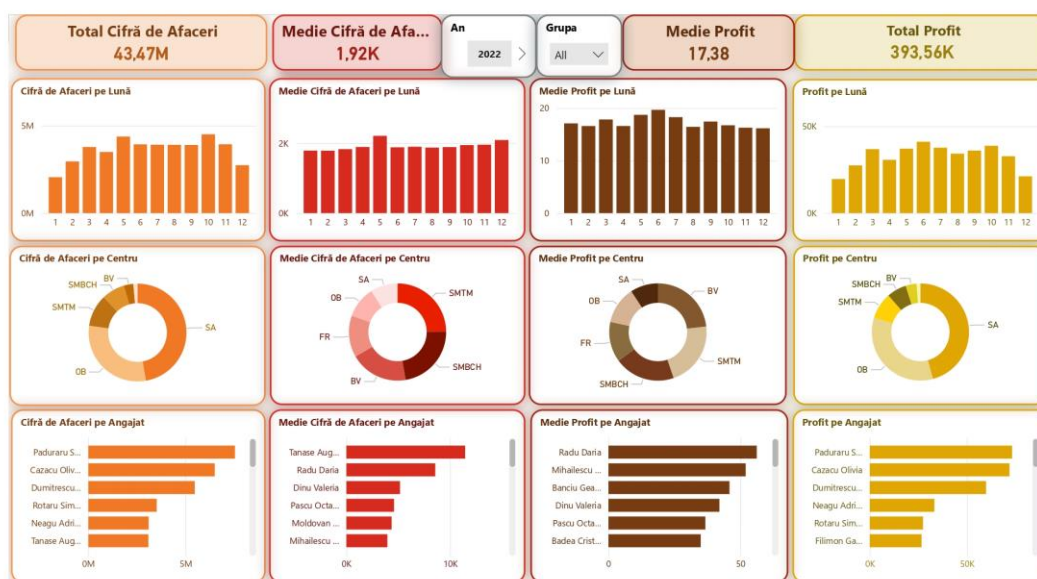 Total Cifră de Afaceri
43,47M
Medie Cifră de Afa...
1,92K
An
2022
Grupa
All
Medie Profit
17,38
Total Profit
393,56K
Cifră de Afaceri pe Lună
5M
0M
1 2 3 4 5 6 7 8 9 10 11 12
Medie Cifră de Afaceri pe Lună
2K
0K
1 2 3 4 5 6 7 8 9 10 11 12
Medie Profit pe Lună
20
10
0
1 2 3 4 5 6 7 8 9 10 11 12
Profit pe Lună
50K
0K
1 2 3 4 5 6 7 8 9 10 11 12
Cifră de Afaceri pe Centru
BV
SMBCH
SMTM
SA
OB
Medie Cifră de Afaceri pe Centru
SA
OB
SMTM
FR
SMBCH
BV
Medie Profit pe Centru
SA
BV
OB
FR
SMTM
SMBCH
Profit pe Centru
BV
SMBCH
SMTM
SA
OB
Cifră de Afaceri pe Angajat
Paduraru S...
Cazacu Oliv...
Dumitrescu...
Rotaru Sim...
Neagu Adri...
Tanase Aug...
0M 5M
Medie Cifră de Afaceri pe Angajat
Tanase Aug...
Radu Daria
Dinu Valeria
Pascu Octa...
Moldovan ...
Mihailescu ...
0K 10K
Medie Profit pe Angajat
Radu Daria
Mihailescu ...
Banciu Gea...
Dinu Valeria
Pascu Octa...
Badea Crist...
0 50
Profit pe Angajat
Paduraru S...
Cazacu Olivia
Dumitrescu...
Neagu Adri...
Rotaru Sim...
Filimon Ga...
0K 50K